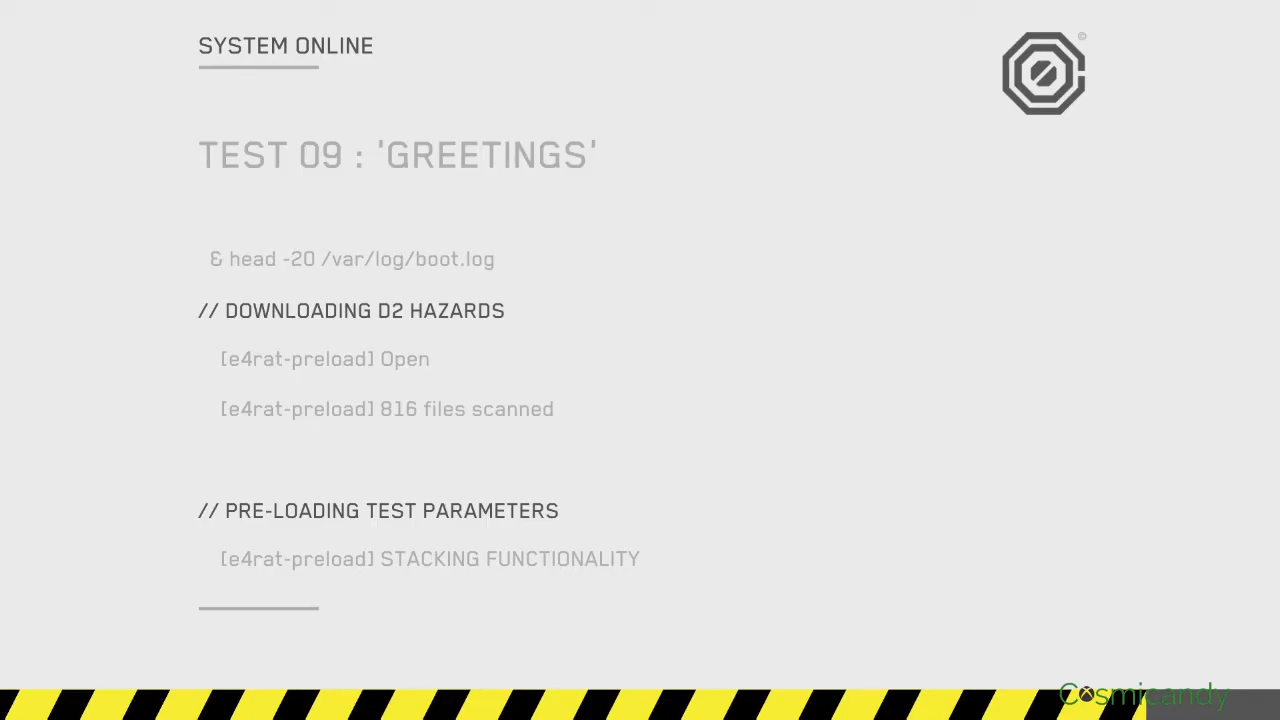 SYSTEM ONLINE
©
TEST 09 : 'GREETINGS'
& head -20 /var/log/boot.log
// DOWNLOADING D2 HAZARDS
[e4rat-preload] Open
[e4rat-preload] 816 files scanned
// PRE-LOADING TEST PARAMETERS
[e4rat-preload] STACKING FUNCTIONALITY
Cosmicandy